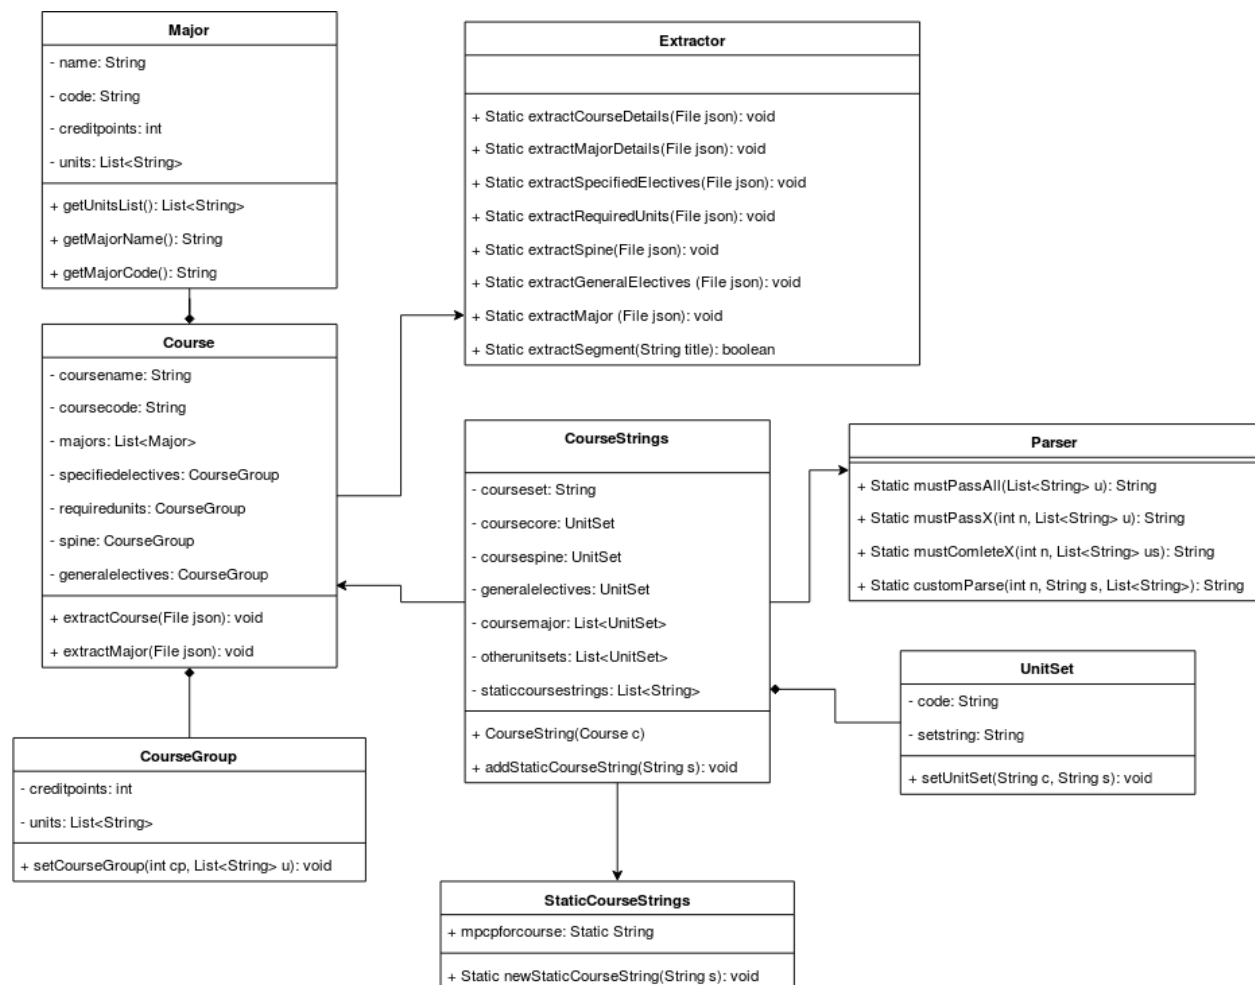 Major
- name: String
- code: String
- creditpoints: int
- units: List<String>
+ getUnitsList(): List<String>
+ getMajorName(): String
+ getMajorCode(): String
Extractor
+ Static extractCourseDetails(File json): void
+ Static extractMajorDetails(File json): void
+ Static extractSpecifiedElectives(File json): void
+ Static extractRequiredUnits(File json): void
+ Static extractSpine(File json): void
+ Static extractGeneralElectives (File json): void
+ Static extractMajor (File json): void
+ Static extractSegment(String title): boolean
Course
- coursename: String
- coursecode: String
- majors: List<Major>
- specifiedelectives: CourseGroup
- requiredunits: CourseGroup
- spine: CourseGroup
- generalelectives: CourseGroup
+ extractCourse(File json): void
+ extractMajor(File json): void
CourseStrings
- courseset: String
- coursecore: UnitSet
- coursespine: UnitSet
- generalelectives: UnitSet
- coursemajor: List<UnitSet>
- otherunitsets: List<UnitSet>
- staticcoursestrings: List<String>
+ CourseString(Course c)
+ addStaticCourseString(String s): void
Parser
+ Static mustPassAll(List<String> u): String
+ Static mustPassX(int n, List<String> u): String
+ Static mustComleteX(int n, List<String> us): String
+ Static customParse(int n, String s, List<String>): String
UnitSet
- code: String
- setstring: String
+ setUnitSet(String c, String s): void
CourseGroup
- creditpoints: int
- units: List<String>
+ setCourseGroup(int cp, List<String> u): void
StaticCourseStrings
+ mpcpforcourse: Static String
+ Static newStaticCourseString(String s): void